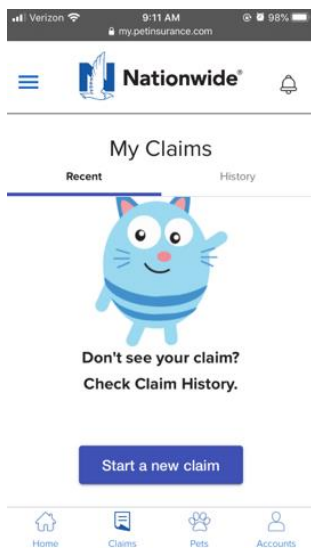 Verizon 9:11 AM 98%
my.petinsurance.com
N Nationwide®
My Claims
Recent History
Don't see your claim?
Check Claim History.
Start a new claim
Home Claims Pets Accounts